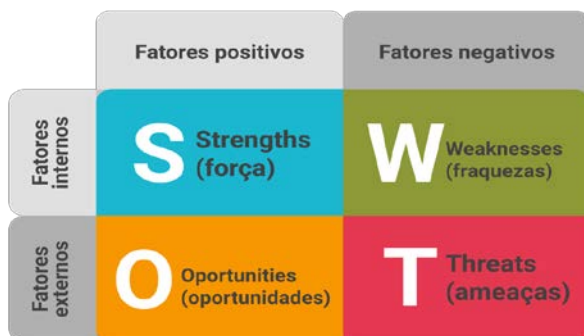 Fatores positivos
Fatores negativos
Fatores
internos
S
Strengths
(força)
W
Weaknesses
(fraquezas)
Fatores
externos
O
Oportunities
(oportunidades)
T
Threats
(ameaças)